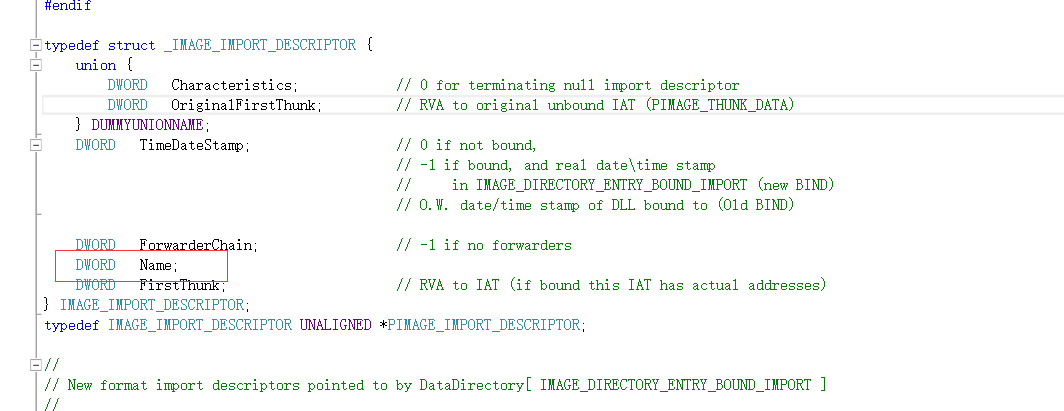 #endif
typedef struct _IMAGE_IMPORT_DESCRIPTOR {
union {
DWORD Characteristics; // 0 for terminating null import descriptor
DWORD OriginalFirstThunk; // RVA to original unbound IAT (PIMAGE_THUNK_DATA)
} DUMMYUNIONNAME;
DWORD TimeDateStamp; // 0 if not bound,
// -1 if bound, and real date\time stamp
// in IMAGE_DIRECTORY_ENTRY_BOUND_IMPORT (new BIND)
// O.W. date/time stamp of DLL bound to (Old BIND)
DWORD ForwarderChain; // -1 if no forwarders
DWORD Name;
DWORD FirstThunk; // RVA to IAT (if bound this IAT has actual addresses)
} IMAGE_IMPORT_DESCRIPTOR;
typedef IMAGE_IMPORT_DESCRIPTOR UNALIGNED *PIMAGE_IMPORT_DESCRIPTOR;
//
// New format import descriptors pointed to by DataDirectory[ IMAGE_DIRECTORY_ENTRY_BOUND_IMPORT ]
//